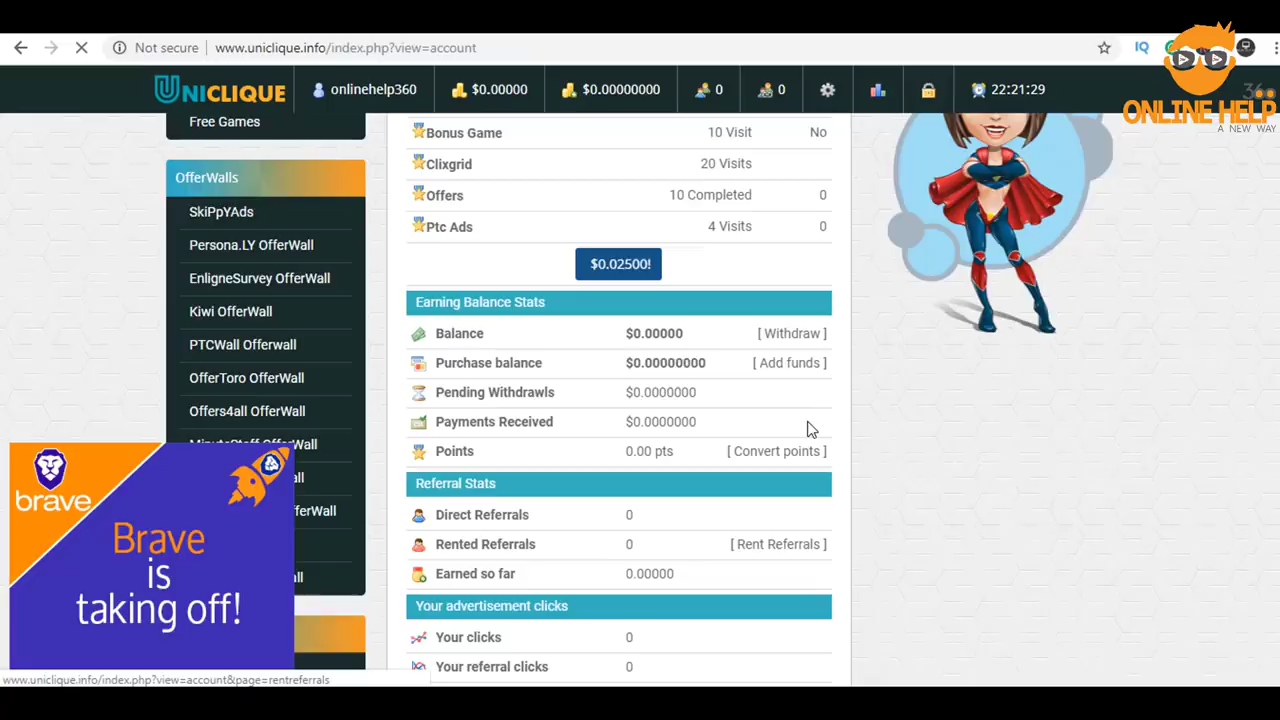 Not secure
www.uniclique.info/index.php?view=account
IQ
ONLINE HELP
A NEW WAY
UNICLIQUE
onlinehelp360
$0.00000
$0.00000000
0
0
22:21:29
Free Games
OfferWalls
SkiPpYAds
Persona.LY OfferWall
EnligneSurvey OfferWall
Kiwi OfferWall
PTCWall Offerwall
OfferToro OfferWall
Offers4all OfferWall
all
ferWall
all
brave
Brave
is
taking off!
Bonus Game 10 Visit No
Clixgrid 20 Visits
Offers 10 Completed 0
Ptc Ads 4 Visits 0
$0.02500!
Earning Balance Stats
Balance $0.00000 [ Withdraw ]
Purchase balance $0.00000000 [ Add funds ]
Pending Withdrawls $0.0000000
Payments Received $0.0000000
Points 0.00 pts [ Convert points ]
Referral Stats
Direct Referrals 0
Rented Referrals 0 [ Rent Referrals ]
Earned so far 0.00000
Your advertisement clicks
Your clicks 0
Your referral clicks 0
www.uniclique.info/index.php?view=account&page=rentreferrals